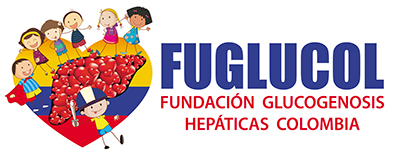 FUGLUCOL
FUNDACIÓN GLUCOGENOSIS
HEPÁTICAS COLOMBIA